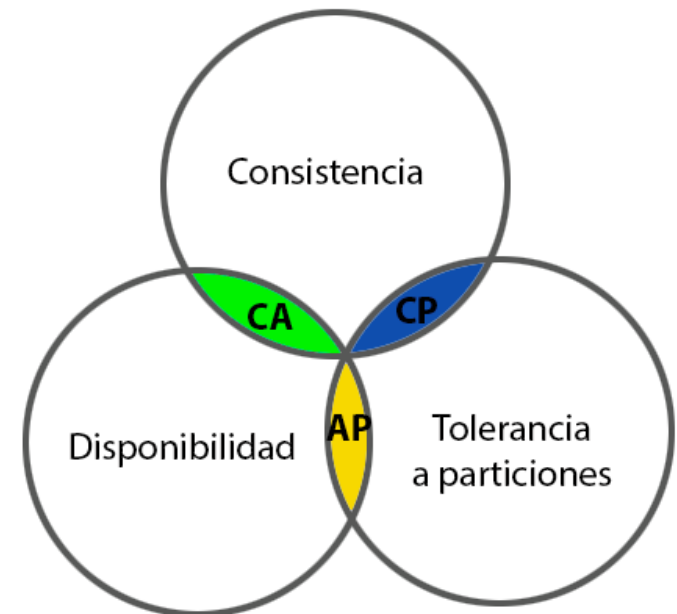 Consistencia
CA
CP
AP
Disponibilidad
Tolerancia
a particiones